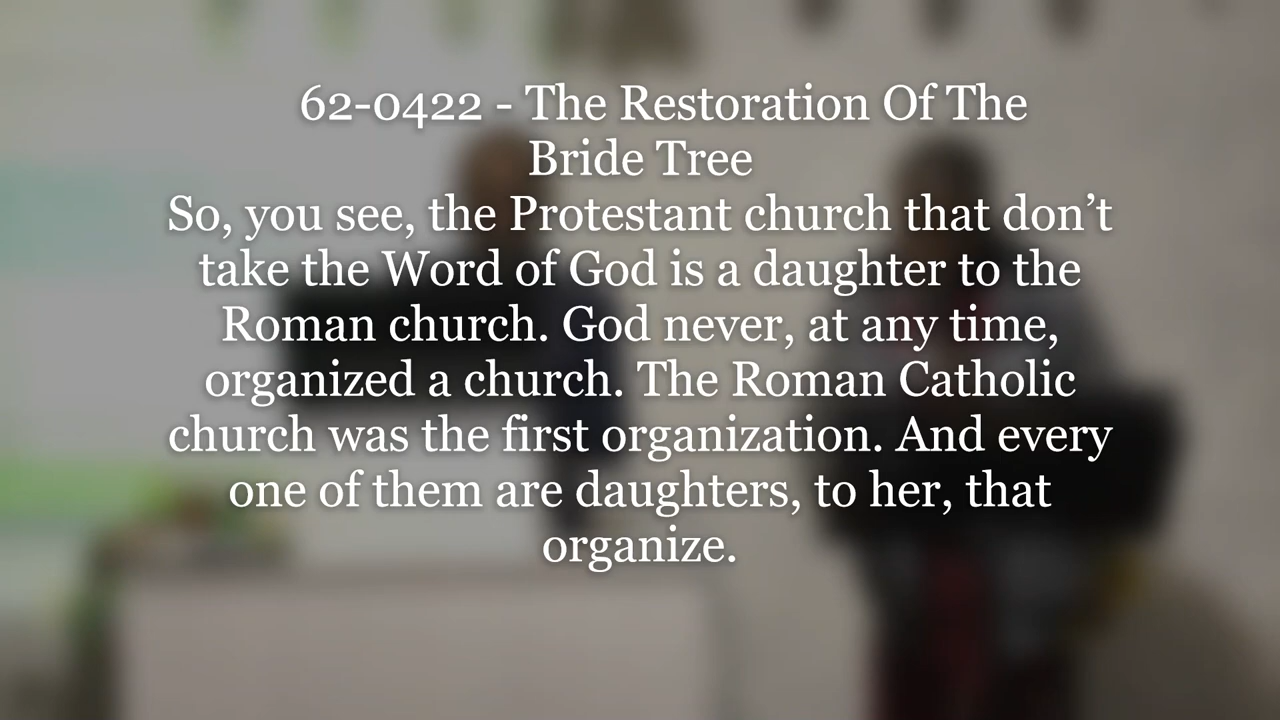 62-0422 - The Restoration Of The
Bride Tree
So, you see, the Protestant church that don’t
take the Word of God is a daughter to the
Roman church. God never, at any time,
organized a church. The Roman Catholic
church was the first organization. And every
one of them are daughters, to her, that
organize.